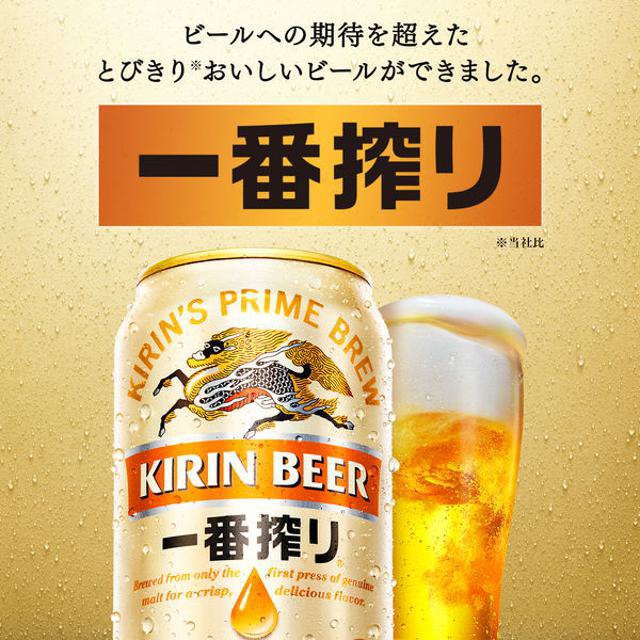 ビールへの期待を超えた
とびきり※おいしいビールができました。
一番搾り
※当社比
KIRIN'S PRIME BREW
KIRIN BEER
一番搾り
Brewed from only the first press of genuine
malt for a crisp, delicious flavor.